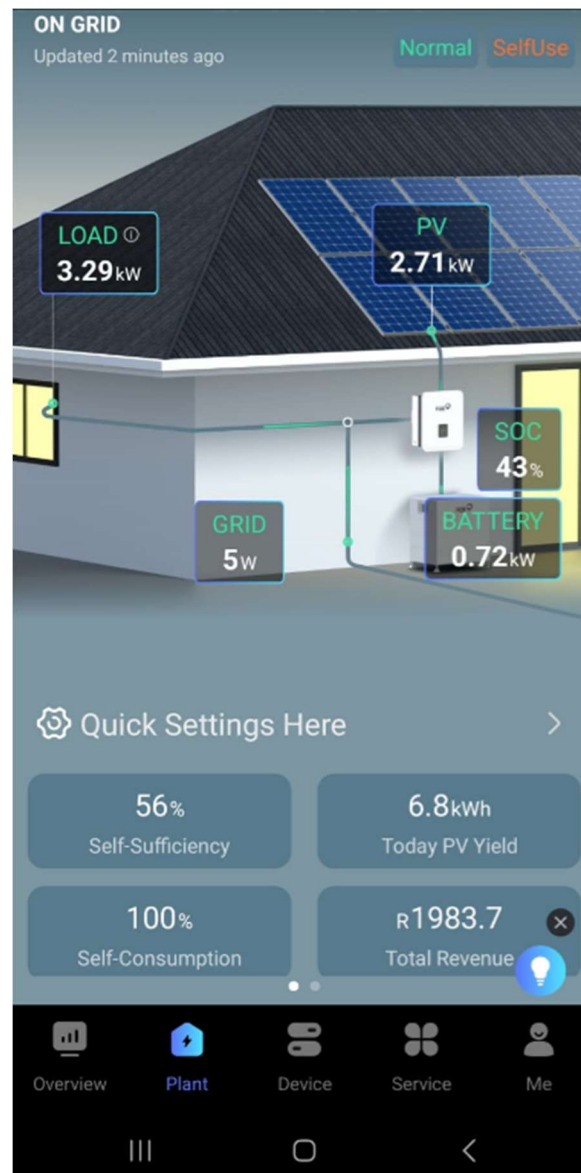 ON GRID
Updated 2 minutes ago
Normal
SelfUse
LOAD
3.29kW
PV
2.71kW
SOC
43%
GRID
5W
BATTERY
0.72kW
Quick Settings Here
56%
Self-Sufficiency
6.8kWh
Today PV Yield
100%
Self-Consumption
R1983.7
Total Revenue
Overview
Plant
Device
Service
Me